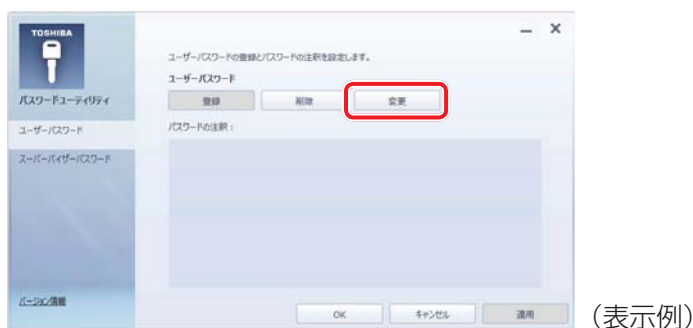 TOSHIBA
パスワードユーティリティ
ユーザーパスワード
スーパーバイザーパスワード
バージョン情報
ユーザーパスワードの登録とパスワードの注釈を設定します。
ユーザーパスワード
登録 削除 変更
パスワードの注釈:
OK キャンセル 適用
(表示例)